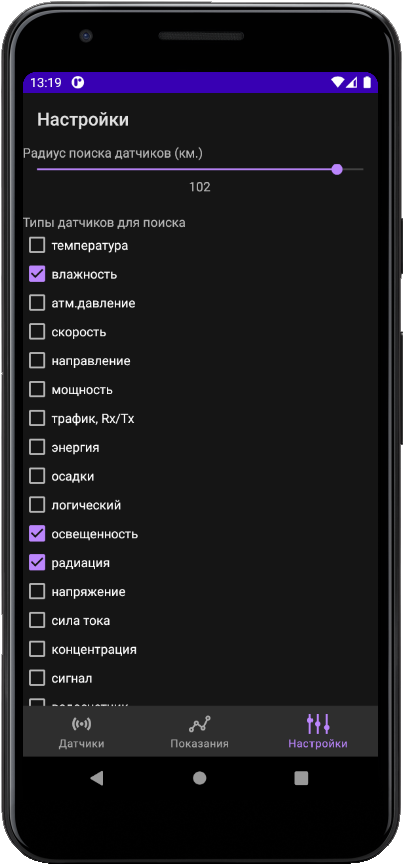 13:19
Настройки
Радиус поиска датчиков (км.)
102
Типы датчиков для поиска
температура
влажность
атм.давление
скорость
направление
мощность
трафик, Rx/Tx
энергия
осадки
логический
освещенность
радиация
напряжение
сила тока
концентрация
сигнал
Датчики
Показания
Настройки